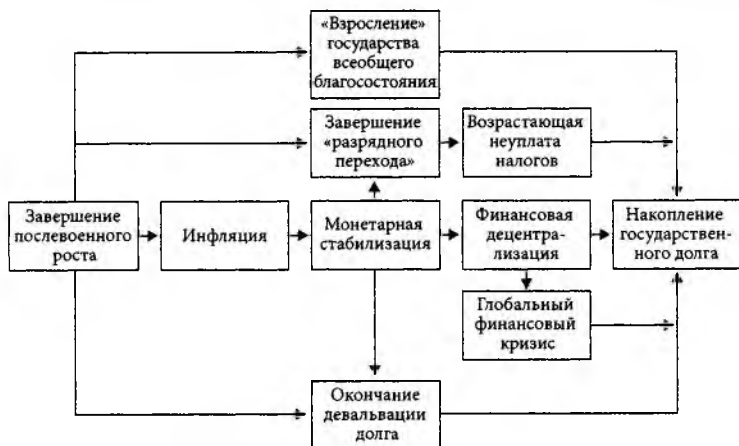 «Взросление»
государства
всеобщего
благосостояния
Завершение
«разрядного
перехода»
Возрастающая
неуплата
налогов
Завершение
послевоенного
роста
Инфляция
Монетарная
стабилизация
Финансовая
децентра-
лизация
Накопление
государствен-
ного долга
Глобальный
финансовый
кризис
Окончание
девальвации
долга